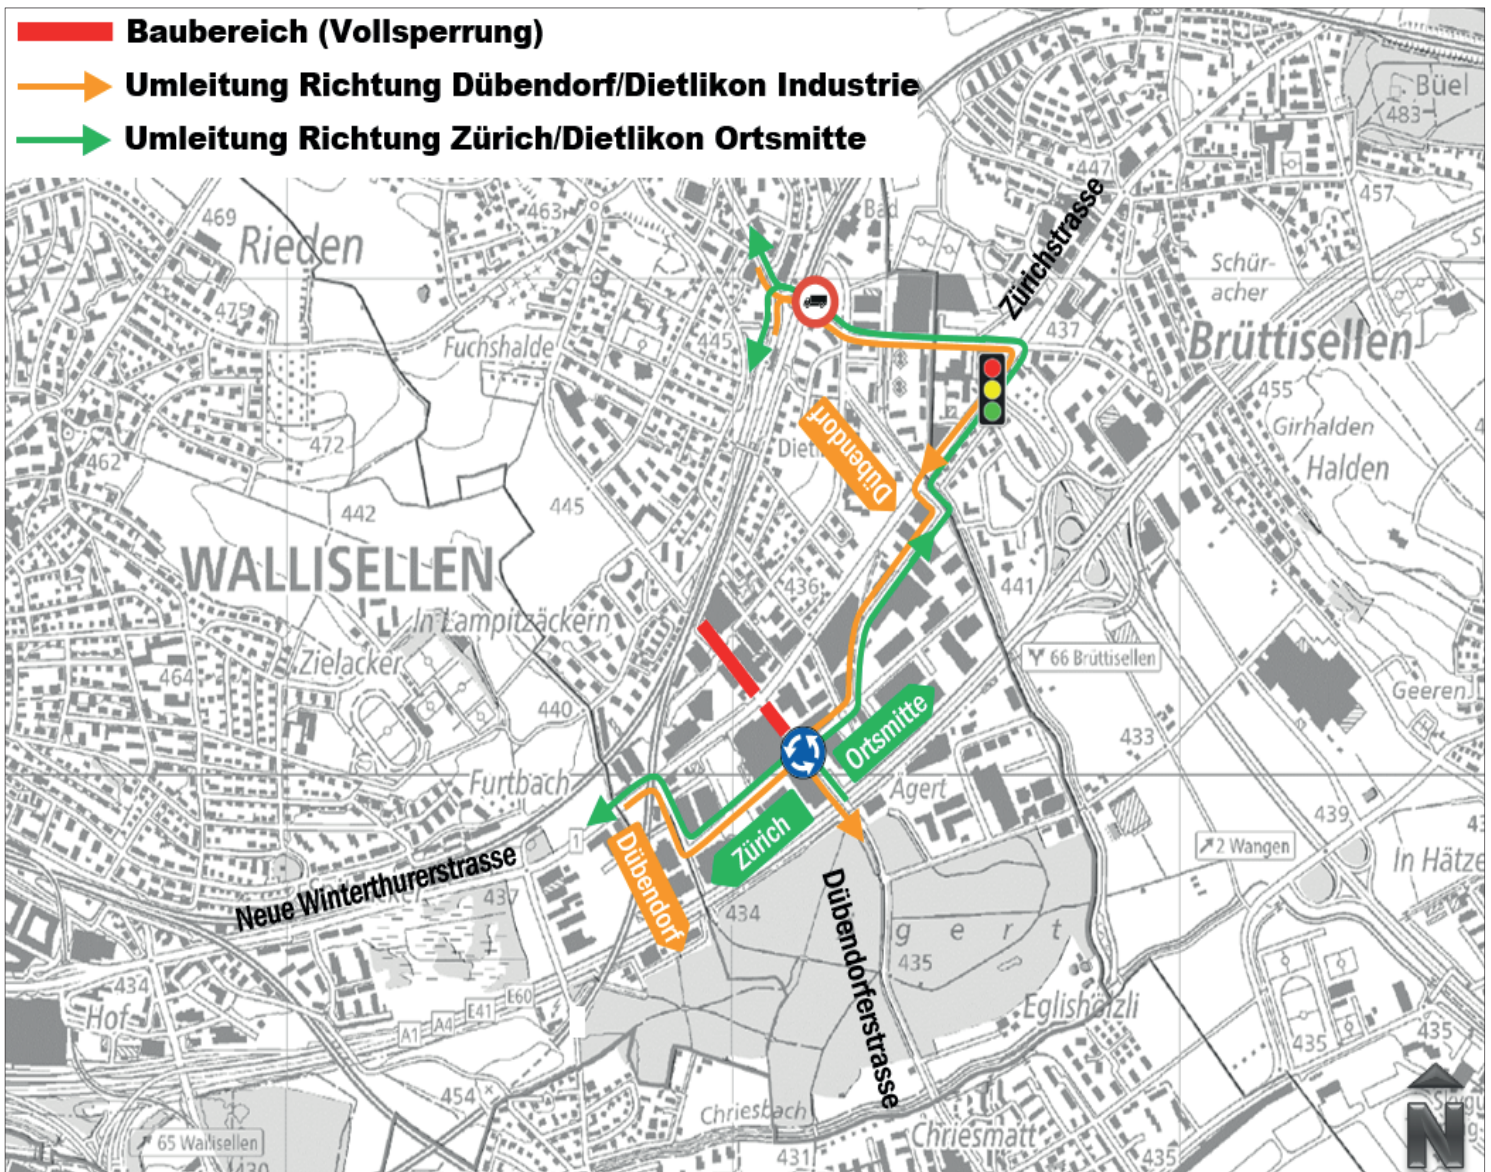 Baubereich (Vollsperrung)
Umleitung Richtung Dübendorf/Dietlikon Industrie
Umleitung Richtung Zürich/Dietlikon Ortsmitte
Büel
483
447
457
469
463
Bad
Rieden
Zürichstrasse
Schür-
acher
475
437
445
Fuchshalde
Brüttisellen
455
Dübendorf
Girhalden
472
Halden
462
442
445
WALLISELLEN
436
441
In Lampitzäckern
Zielacker
464
66 Brüttisellen
Geeren
440
Ortsmitte
433
Furtbach
Ägert
439
1
Zürich
2 Wangen
In Hätze
Dübendorf
Neue Winterthurerstrasse
437
434
Dübendorferstrasse
g e r t
435
434
E60
E41
A4
A1
Hof
Eglishölzli
435
435
454
Chriesbach
65 Wallisellen
Chriesmatt
431
435
430
N